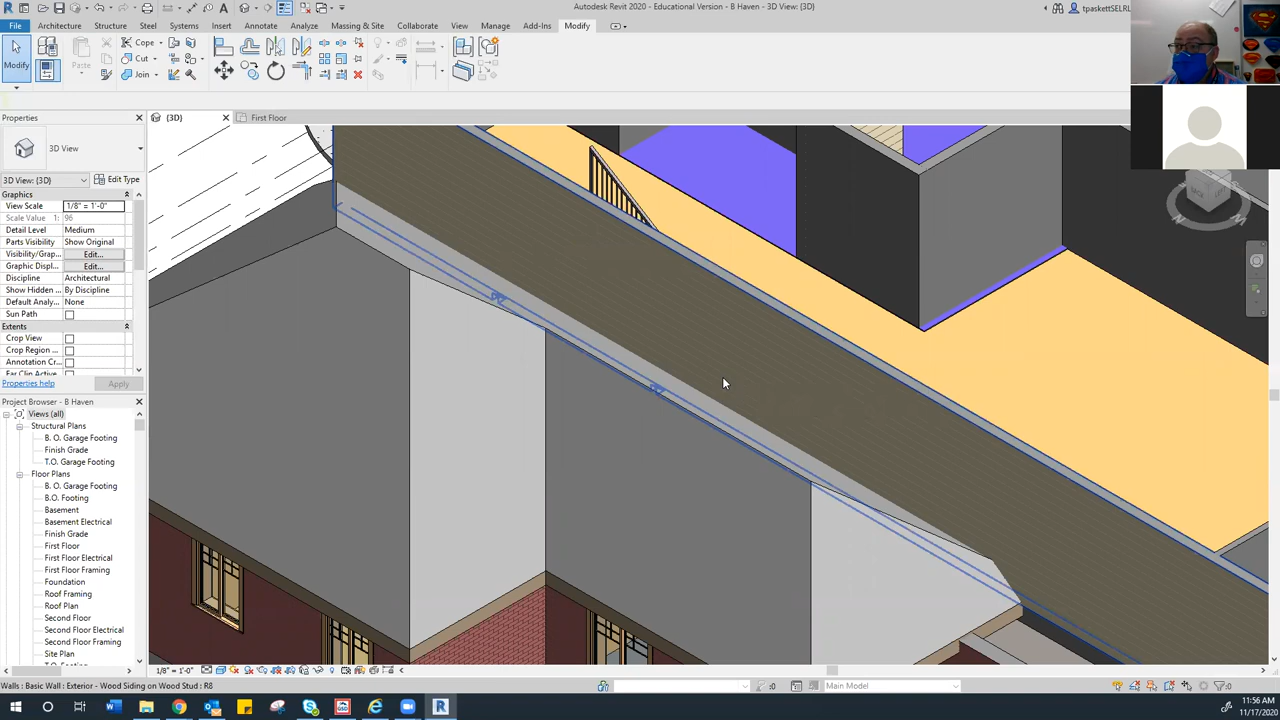 Autodesk Revit 2020 - Educational Version - B Haven - 3D View: {3D}
tpaskettSELRL
File Architecture Structure Steel Systems Insert Annotate Analyze Massing & Site Collaborate View Manage Add-Ins Modify
Modify
Paste
Cope
Cut
Join
Properties
{3D}
First Floor
3D View
3D View: {3D}
Edit Type
Graphics
View Scale 1/8" = 1'-0"
Scale Value 1: 96
Detail Level Medium
Parts Visibility Show Original
Visibility/Grap... Edit...
Graphic Displ... Edit...
Discipline Architectural
Show Hidden ... By Discipline
Default Analy... None
Sun Path
Extents
Crop View
Crop Region ...
Annotation Cr...
Far Clip Active
Properties help
Apply
Project Browser - B Haven
Views (all)
Structural Plans
B. O. Garage Footing
Finish Grade
T.O. Garage Footing
Floor Plans
B. O. Garage Footing
B.O. Footing
Basement
Basement Electrical
Finish Grade
First Floor
First Floor Electrical
First Floor Framing
Foundation
Roof Framing
Roof Plan
Second Floor
Second Floor Electrical
Second Floor Framing
Site Plan
T.O. Footing
BACK
LEFT
N
1/8" = 1'-0"
Walls : Basic Wall : Exterior - Wood Siding on Wood Stud : R8
:0
Main Model
:0
11:56 AM
11/17/2020